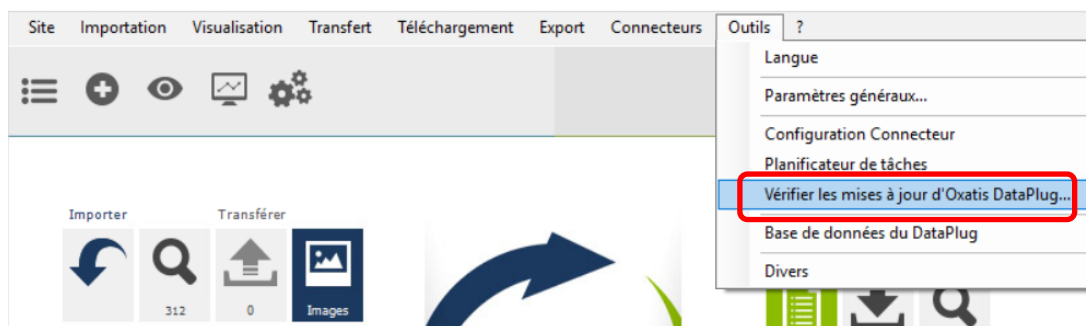 Site Importation Visualisation Transfert Téléchargement Export Connecteurs Outils ?
Langue
Paramètres généraux...
Configuration Connecteur
Planificateur de tâches
Vérifier les mises à jour d'Oxatis DataPlug...
Base de données du DataPlug
Divers
Importer Transférer
312 0 Images